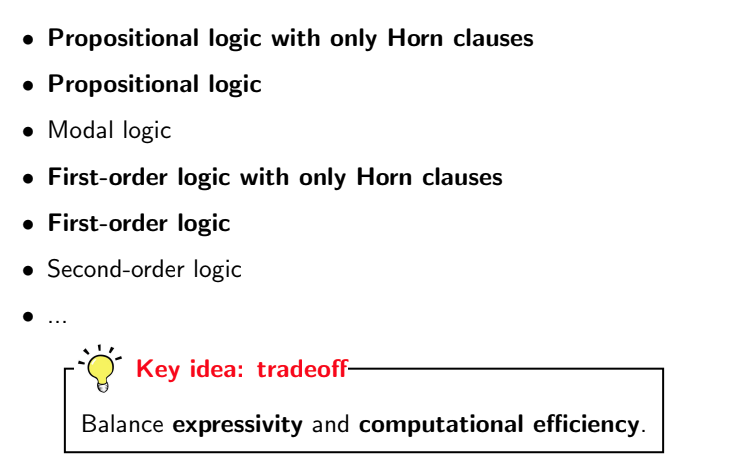 • Propositional logic with only Horn clauses
• Propositional logic
• Modal logic
• First-order logic with only Horn clauses
• First-order logic
• Second-order logic
• ...
Key idea: tradeoff
Balance expressivity and computational efficiency.